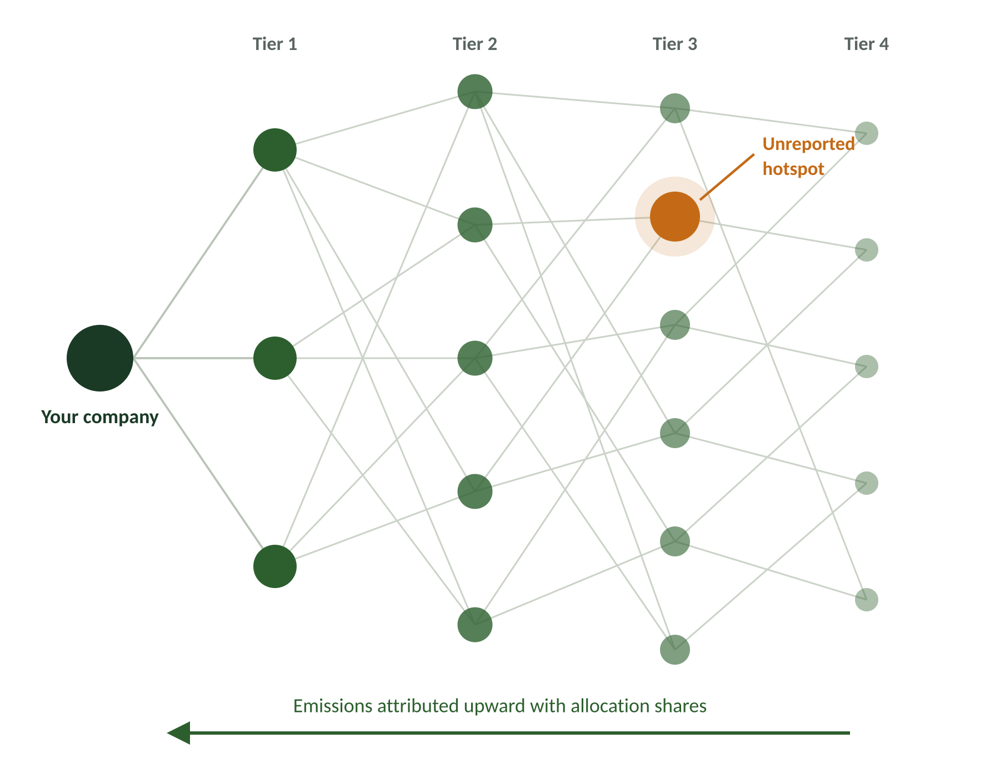 Tier 1
Tier 2
Tier 3
Tier 4
Unreported
hotspot
Your company
Emissions attributed upward with allocation shares